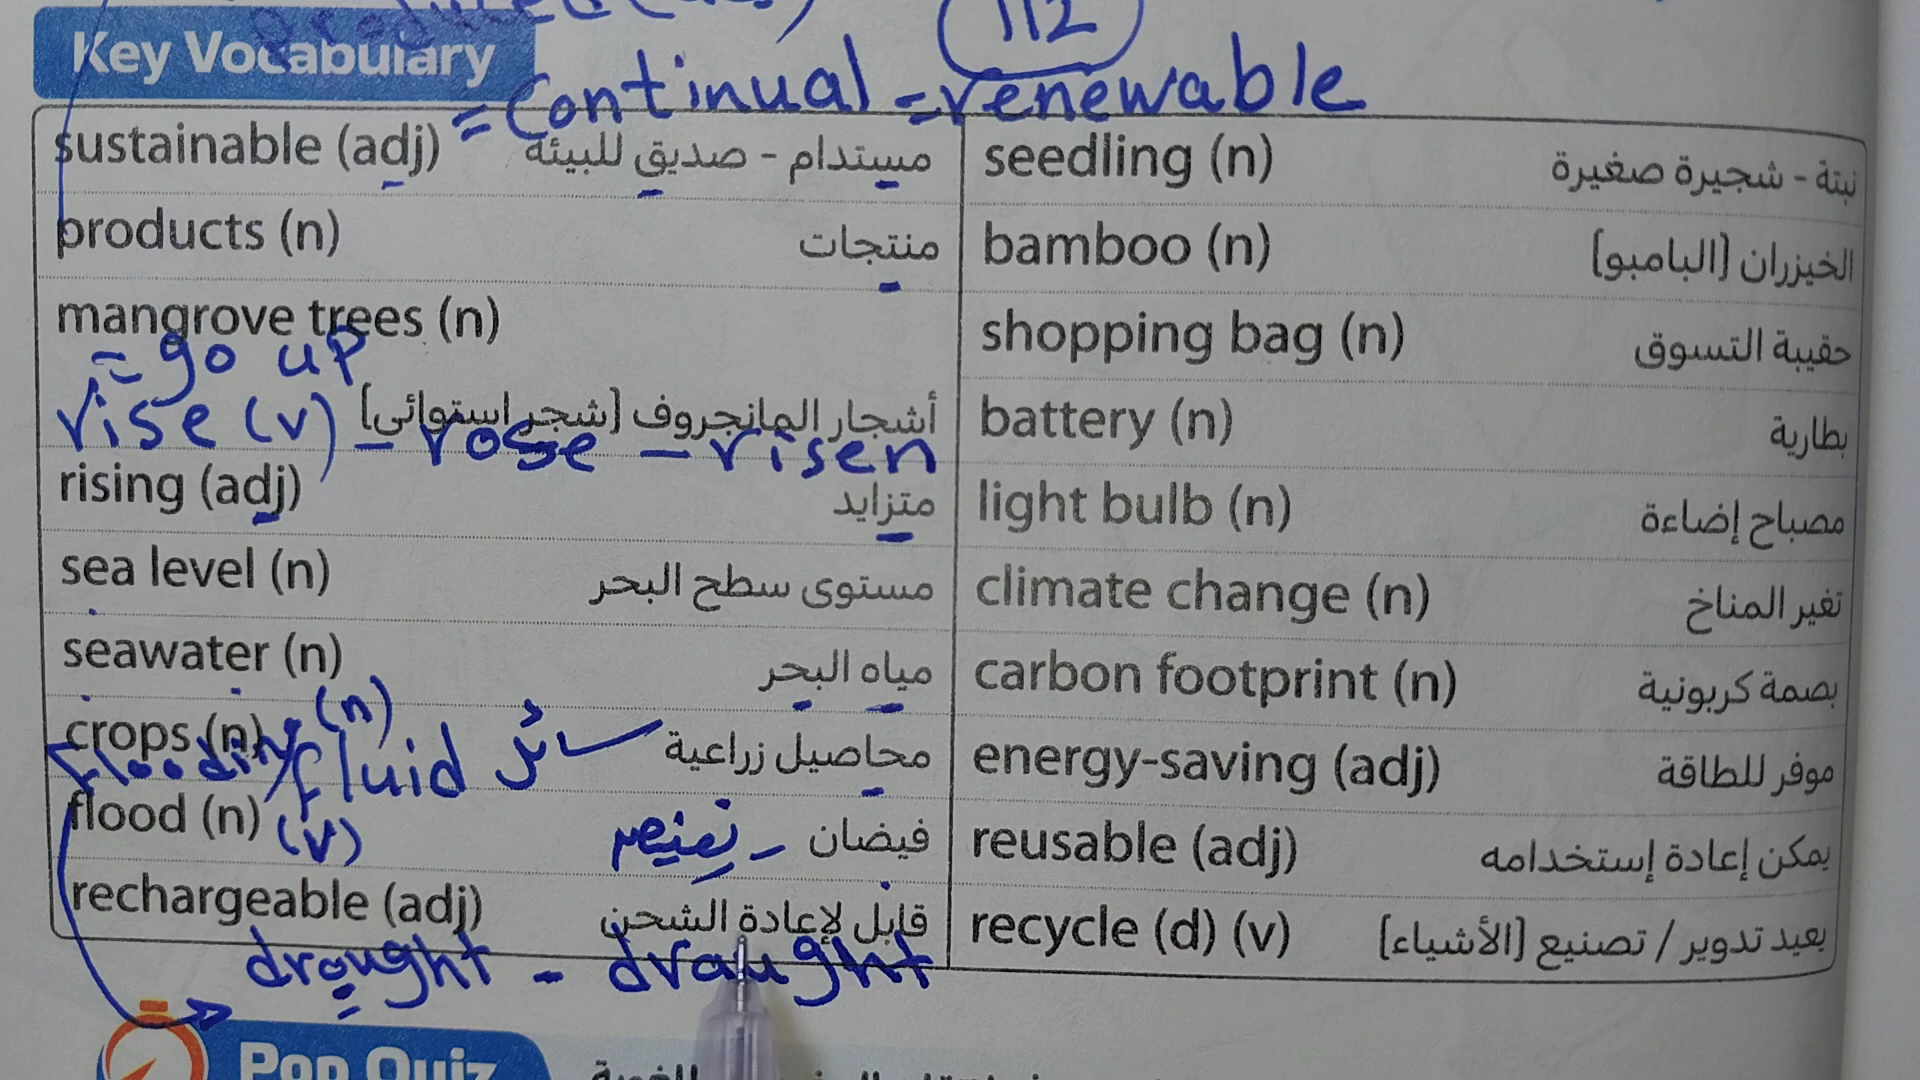 112
Key Vocabulary
= continual = renewable
sustainable (adj) مستدام - صديق للبيئة
seedling (n) نبتة - شجيرة صغيرة
products (n) منتجات
bamboo (n) الخيزران [البامبو]
mangrove trees (n)
shopping bag (n) حقيبة التسوق
= go up
أشجار المانجروف [شجر استوائي]
rise (v) - rose - risen
battery (n) بطارية
rising (adj) متزايد
light bulb (n) مصباح إضاءة
sea level (n) مستوى سطح البحر
climate change (n) تغير المناخ
seawater (n) مياه البحر
carbon footprint (n) بصمة كربونية
(n)
crops (n) محاصيل زراعية
flooding / fluid سائل
energy-saving (adj) موفر للطاقة
flood (n) (v) فيضان -
reusable (adj) يمكن إعادة إستخدامه
rechargeable (adj) قابل لإعادة الشحن
recycle (d) (v) يعيد تدوير / تصنيع [الأشياء]
drought - draught
Pop Quiz